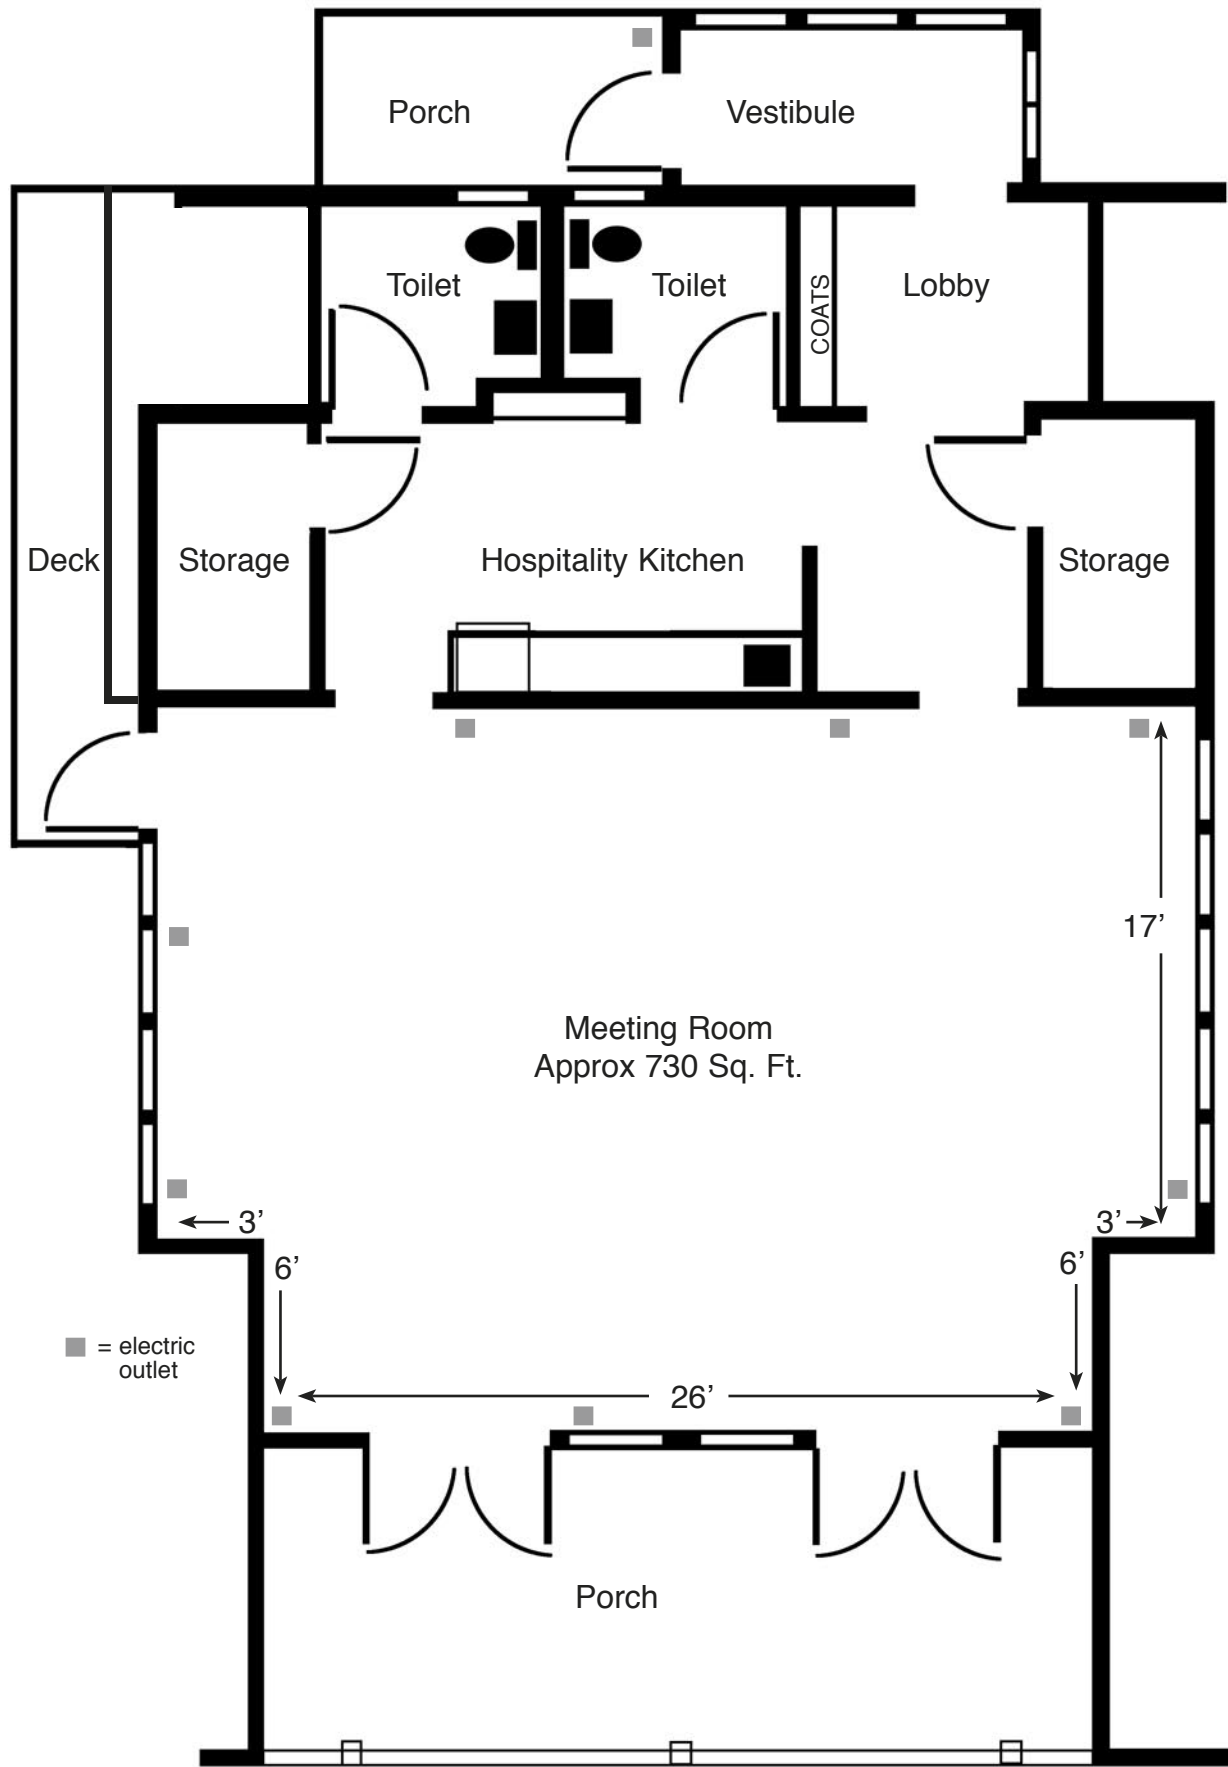 Porch
Vestibule
Toilet
Toilet
COATS
Lobby
Deck
Storage
Hospitality Kitchen
Storage
17’
Meeting Room
Approx 730 Sq. Ft.
3’
3’
6’
6’
= electric
outlet
26’
Porch